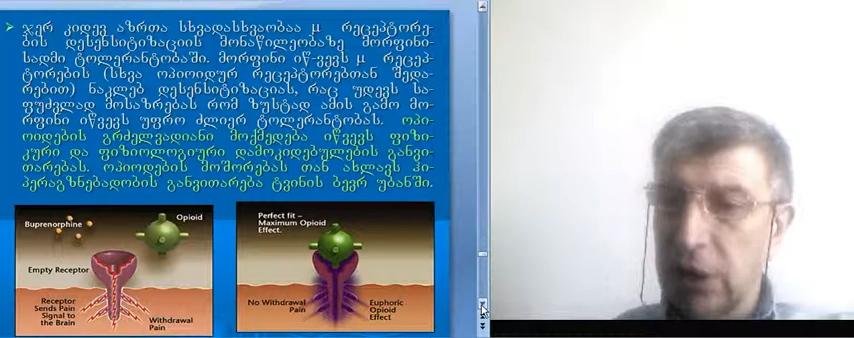 ჯერ კიდევ აზრთა სხვადასხვაობაა μ რეცეპტორე-
ბის დესენსიტიზაციის მონაწილეობაზე მორფინი-
სადმი ტოლერანტობაში. მორფინი იწ-ვევს μ რეცეპ-
ტორების (სხვა ოპიოიდურ რეცეპტორებთან შედა-
რებით) ნაკლებ დესენსიტიზაციას, რაც უდევს სა-
ფუძვლად მოსაზრებას რომ ზუსტად ამის გამო მო-
რფინი იწვევს უფრო ძლიერ ტოლერანტობას. ოპი-
ოიდების გრძელვადიანი მოქმედება იწვევს ფიზი-
კური და ფიზიოლოგიური დამოკიდებულების განვი-
თარებას. ოპიოდების მოშორებას თან ახლავს ჰი-
პერაგზნებადობის განვითარება ტვინის ბევრ უბანში.
Buprenorphine
Opioid
Empty Receptor
Receptor
Sends Pain
Signal to
the Brain
Withdrawal
Pain
Perfect fit –
Maximum Opioid
Effect.
No Withdrawal
Pain
Euphoric
Opioid
Effect